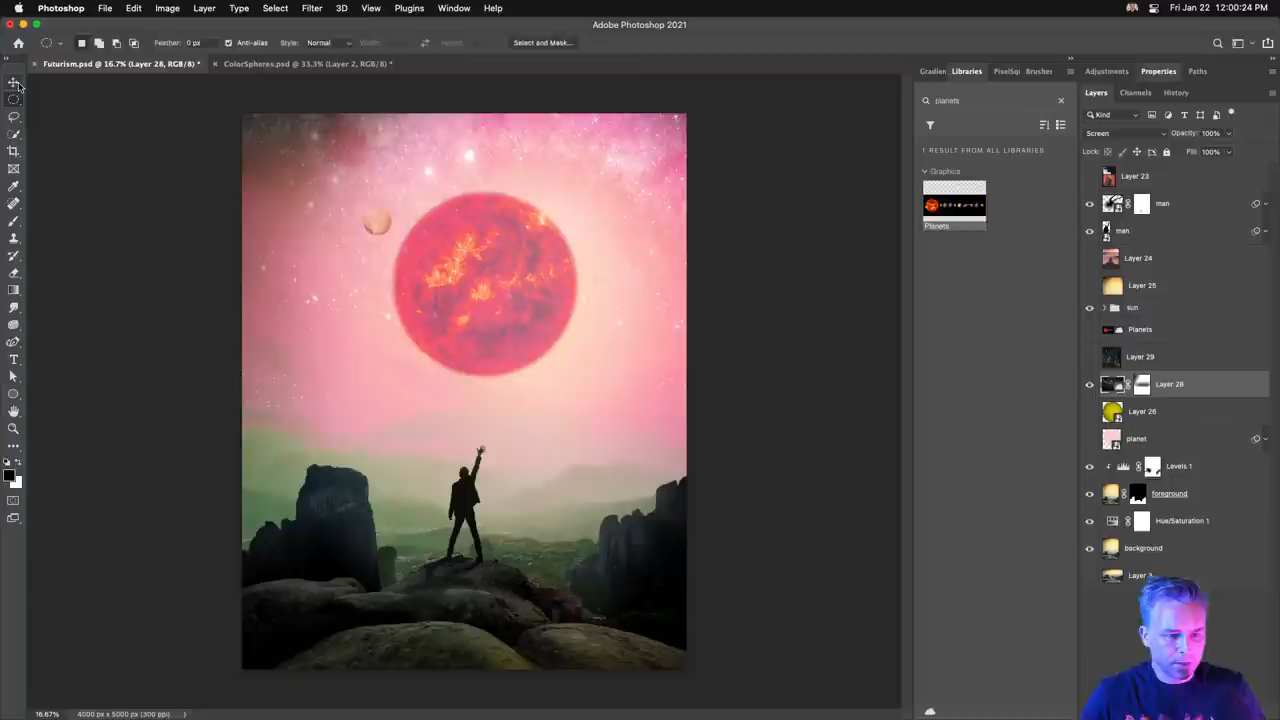 Photoshop File Edit Image Layer Type Select Filter 3D View Plugins Window Help Fri Jan 22 12:00:24 PM
Adobe Photoshop 2021
Feather: 0 px Anti-alias Style: Normal Width: Height: Select and Mask...
Futurism.psd @ 16.7% (Layer 28, RGB/8) * ColorSpheres.psd @ 33.3% (Layer 2, RGB/8) *
Gradien Libraries PixelSq Brushes
Adjustments Properties Paths
planets
Layers Channels History
Kind
1 RESULT FROM ALL LIBRARIES
Screen Opacity: 100%
Lock: Fill: 100%
Graphics
Planets
Layer 23
man
man
Layer 24
Layer 25
sun
Planets
Layer 29
Layer 28
Layer 26
planet
Levels 1
foreground
Hue/Saturation 1
background
Layer
16.67% 4000 px x 5000 px (300 ppi)